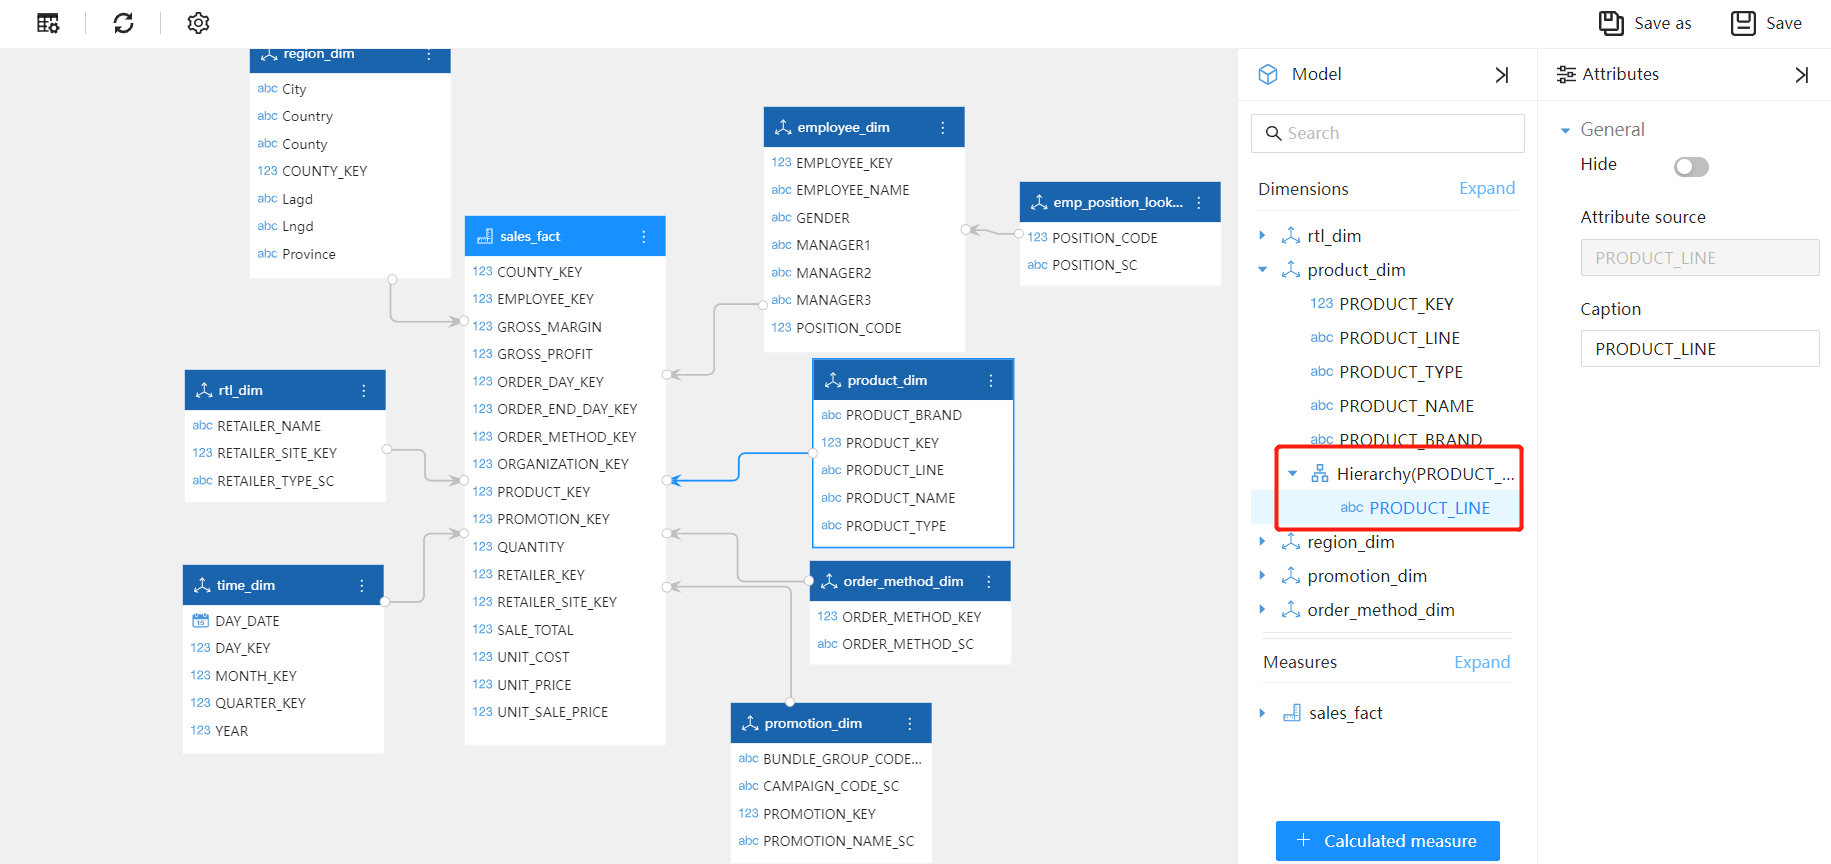 Save as
Save
region_dim
abc City
abc Country
abc County
123 COUNTY_KEY
abc Lagd
abc Lngd
abc Province
rtl_dim
abc RETAILER_NAME
123 RETAILER_SITE_KEY
abc RETAILER_TYPE_SC
time_dim
15 DAY_DATE
123 DAY_KEY
123 MONTH_KEY
123 QUARTER_KEY
123 YEAR
sales_fact
123 COUNTY_KEY
123 EMPLOYEE_KEY
123 GROSS_MARGIN
123 GROSS_PROFIT
123 ORDER_DAY_KEY
123 ORDER_END_DAY_KEY
123 ORDER_METHOD_KEY
123 ORGANIZATION_KEY
123 PRODUCT_KEY
123 PROMOTION_KEY
123 QUANTITY
123 RETAILER_KEY
123 RETAILER_SITE_KEY
123 SALE_TOTAL
123 UNIT_COST
123 UNIT_PRICE
123 UNIT_SALE_PRICE
employee_dim
123 EMPLOYEE_KEY
abc EMPLOYEE_NAME
abc GENDER
abc MANAGER1
abc MANAGER2
abc MANAGER3
123 POSITION_CODE
emp_position_look...
123 POSITION_CODE
abc POSITION_SC
product_dim
abc PRODUCT_BRAND
123 PRODUCT_KEY
abc PRODUCT_LINE
abc PRODUCT_NAME
abc PRODUCT_TYPE
order_method_dim
123 ORDER_METHOD_KEY
abc ORDER_METHOD_SC
promotion_dim
abc BUNDLE_GROUP_CODE...
abc CAMPAIGN_CODE_SC
123 PROMOTION_KEY
abc PROMOTION_NAME_SC
Model
Search
Dimensions Expand
rtl_dim
product_dim
123 PRODUCT_KEY
abc PRODUCT_LINE
abc PRODUCT_TYPE
abc PRODUCT_NAME
abc PRODUCT_BRAND
Hierarchy(PRODUCT_...
abc PRODUCT_LINE
region_dim
promotion_dim
order_method_dim
Measures Expand
sales_fact
+ Calculated measure
Attributes
General
Hide
Attribute source
PRODUCT_LINE
Caption
PRODUCT_LINE